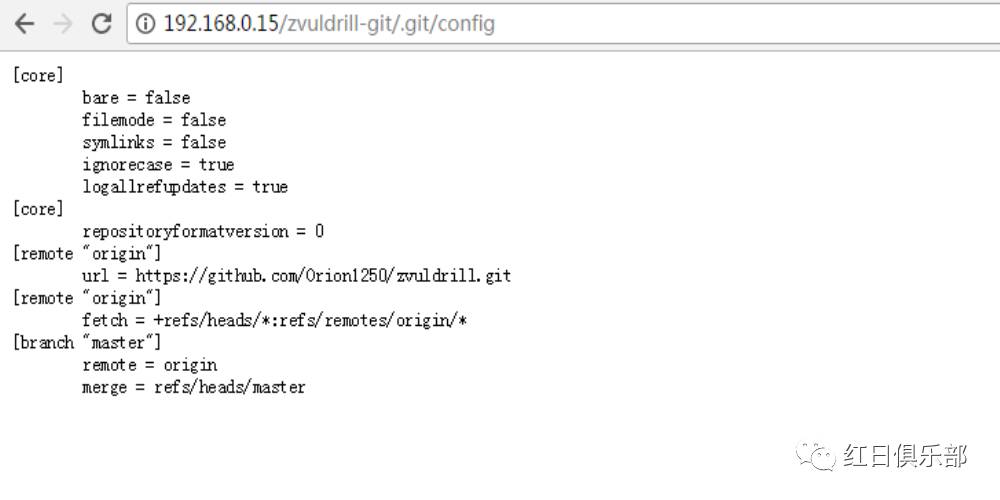 192.168.0.15/zvuldrill-git/.git/config
[core]
bare = false
filemode = false
symlinks = false
ignorecase = true
logallrefupdates = true
[core]
repositoryformatversion = 0
[remote "origin"]
url = https://github.com/Orion1250/zvuldrill.git
[remote "origin"]
fetch = +refs/heads/*:refs/remotes/origin/*
[branch "master"]
remote = origin
merge = refs/heads/master
红日俱乐部